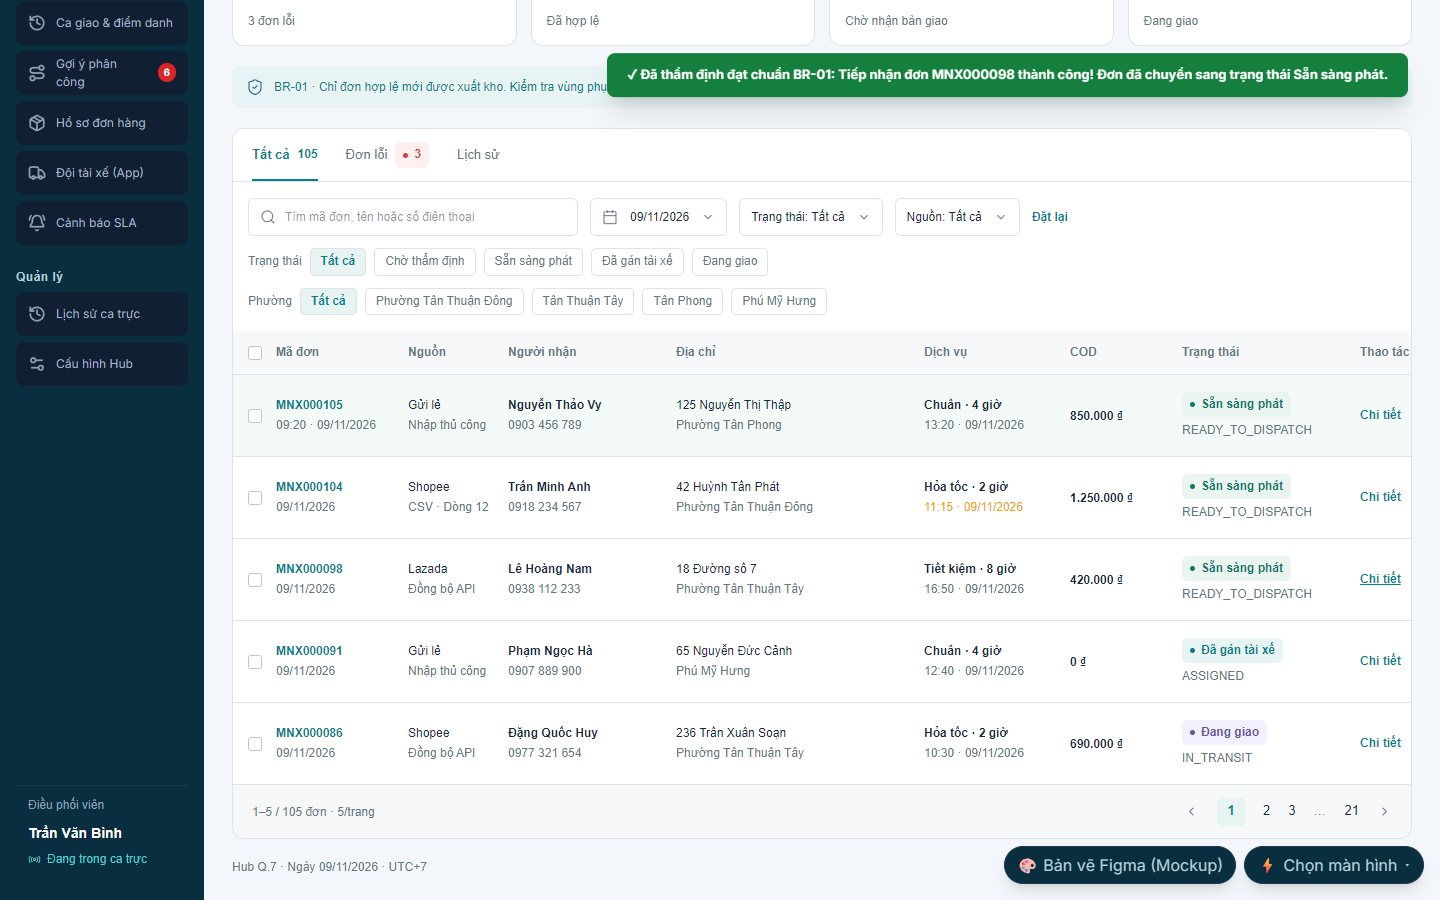 Ca giao & điểm danh
Gợi ý phân
công
6
Hồ sơ đơn hàng
Đội tài xế (App)
Cảnh báo SLA
Quản lý
Lịch sử ca trực
Cấu hình Hub
Điều phối viên
Trần Văn Bình
Đang trong ca trực
3 đơn lỗi
Đã hợp lệ
Chờ nhận bàn giao
Đang giao
BR-01 · Chỉ đơn hợp lệ mới được xuất kho. Kiểm tra vùng phụ
✓ Đã thẩm định đạt chuẩn BR-01: Tiếp nhận đơn MNX000098 thành công! Đơn đã chuyển sang trạng thái Sẵn sàng phát.
Tất cả 105
Đơn lỗi 3
Lịch sử
Tìm mã đơn, tên hoặc số điện thoại
09/11/2026
Trạng thái: Tất cả
Nguồn: Tất cả
Đặt lại
Trạng thái Tất cả Chờ thẩm định Sẵn sàng phát Đã gán tài xế Đang giao
Phường Tất cả Phường Tân Thuận Đông Tân Thuận Tây Tân Phong Phú Mỹ Hưng
Mã đơn Nguồn Người nhận Địa chỉ Dịch vụ COD Trạng thái Thao tác
MNX000105 Gửi lẻ Nguyễn Thảo Vy 125 Nguyễn Thị Thập Chuẩn · 4 giờ 850.000 ₫ Sẵn sàng phát Chi tiết
09:20 · 09/11/2026 Nhập thủ công 0903 456 789 Phường Tân Phong 13:20 · 09/11/2026 READY_TO_DISPATCH
MNX000104 Shopee Trần Minh Anh 42 Huỳnh Tấn Phát Hỏa tốc · 2 giờ 1.250.000 ₫ Sẵn sàng phát Chi tiết
09/11/2026 CSV · Dòng 12 0918 234 567 Phường Tân Thuận Đông 11:15 · 09/11/2026 READY_TO_DISPATCH
MNX000098 Lazada Lê Hoàng Nam 18 Đường số 7 Tiết kiệm · 8 giờ 420.000 ₫ Sẵn sàng phát Chi tiết
09/11/2026 Đồng bộ API 0938 112 233 Phường Tân Thuận Tây 16:50 · 09/11/2026 READY_TO_DISPATCH
MNX000091 Gửi lẻ Phạm Ngọc Hà 65 Nguyễn Đức Cảnh Chuẩn · 4 giờ 0 ₫ Đã gán tài xế Chi tiết
09/11/2026 Nhập thủ công 0907 889 900 Phú Mỹ Hưng 12:40 · 09/11/2026 ASSIGNED
MNX000086 Shopee Đặng Quốc Huy 236 Trần Xuân Soạn Hỏa tốc · 2 giờ 690.000 ₫ Đang giao Chi tiết
09/11/2026 Đồng bộ API 0977 321 654 Phường Tân Thuận Tây 10:30 · 09/11/2026 IN_TRANSIT
1–5 / 105 đơn · 5/trang
1 2 3 … 21
Hub Q.7 · Ngày 09/11/2026 · UTC+7
Bản vẽ Figma (Mockup)
Chọn màn hình